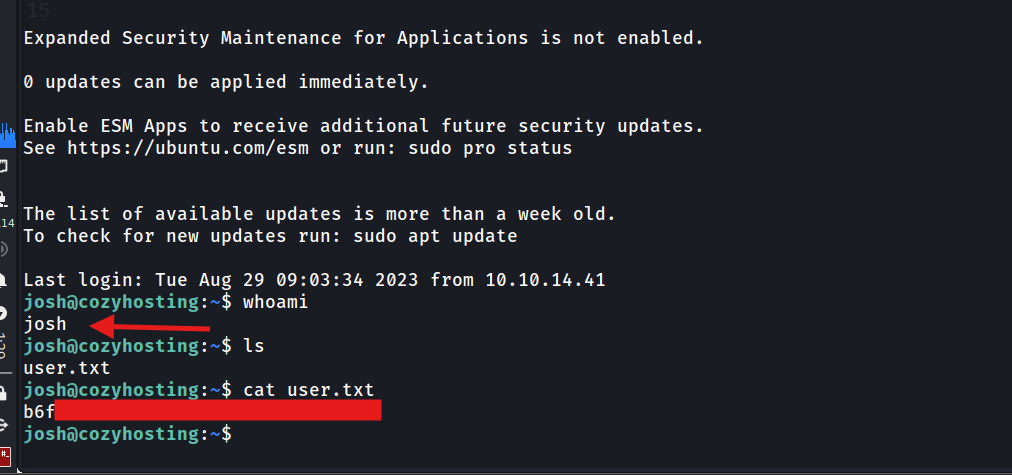 15
Expanded Security Maintenance for Applications is not enabled.
0 updates can be applied immediately.
Enable ESM Apps to receive additional future security updates.
See https://ubuntu.com/esm or run: sudo pro status
The list of available updates is more than a week old.
To check for new updates run: sudo apt update
Last login: Tue Aug 29 09:03:34 2023 from 10.10.14.41
josh@cozyhosting:~$ whoami
josh
josh@cozyhosting:~$ ls
user.txt
josh@cozyhosting:~$ cat user.txt
b6f
josh@cozyhosting:~$
.14